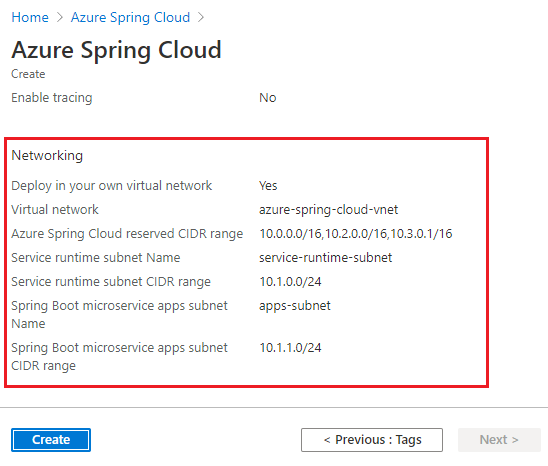 Home > Azure Spring Cloud >
Azure Spring Cloud
Create
Enable tracing No
Networking
Deploy in your own virtual network Yes
Virtual network azure-spring-cloud-vnet
Azure Spring Cloud reserved CIDR range 10.0.0.0/16,10.2.0.0/16,10.3.0.1/16
Service runtime subnet Name service-runtime-subnet
Service runtime subnet CIDR range 10.1.0.0/24
Spring Boot microservice apps subnet apps-subnet
Name
Spring Boot microservice apps subnet 10.1.1.0/24
CIDR range
Create < Previous : Tags Next >